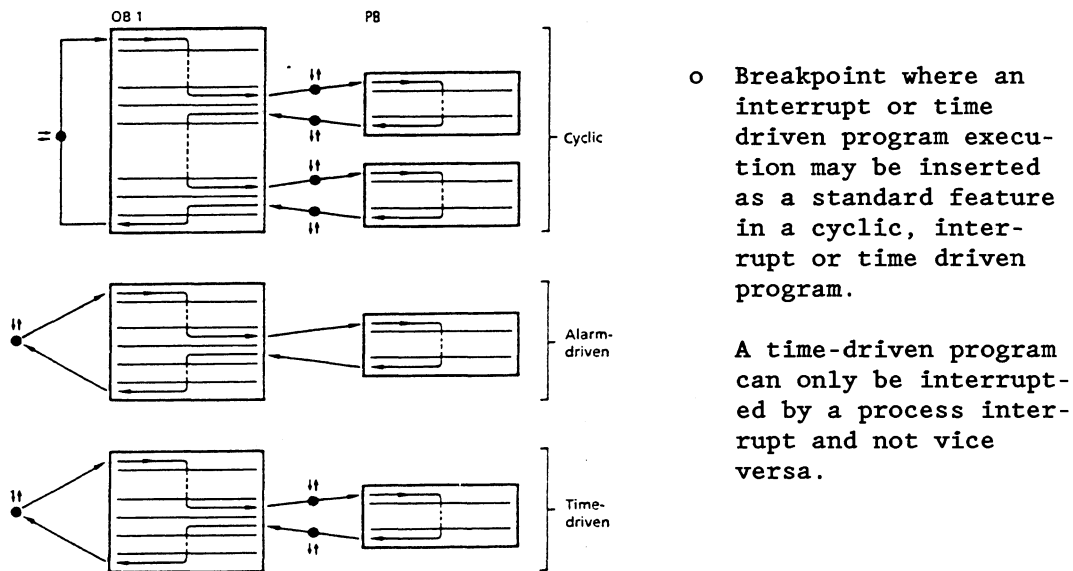 OB 1
PB
Cyclic
Alarm-
driven
Time-
driven
o Breakpoint where an
interrupt or time
driven program execu-
tion may be inserted
as a standard feature
in a cyclic, inter-
rupt or time driven
program.
A time-driven program
can only be interrupt-
ed by a process inter-
rupt and not vice
versa.